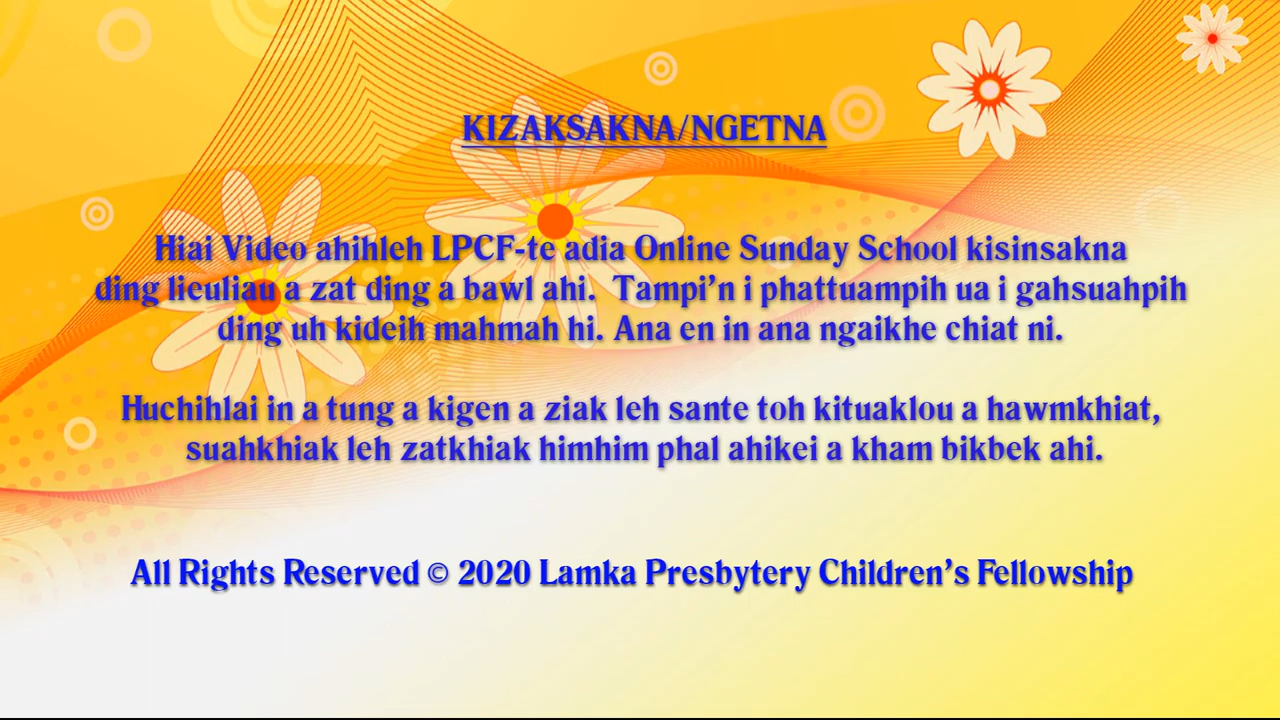 KIZAKSAKNA/NGETNA
Hiai Video ahihleh LPCF-te adia Online Sunday School kisinsakna
ding lieuliau a zat ding a bawl ahi. Tampi'n i phattuampih ua i gahsuahpih
ding uh kideih mahmah hi. Ana en in ana ngaikhe chiat ni.
Huchihlai in a tung a kigen a ziak leh sante toh kituaklou a hawmkhiat,
suahkhiak leh zatkhiak himhim phal ahikei a kham bikbek ahi.
All Rights Reserved © 2020 Lamka Presbytery Children's Fellowship